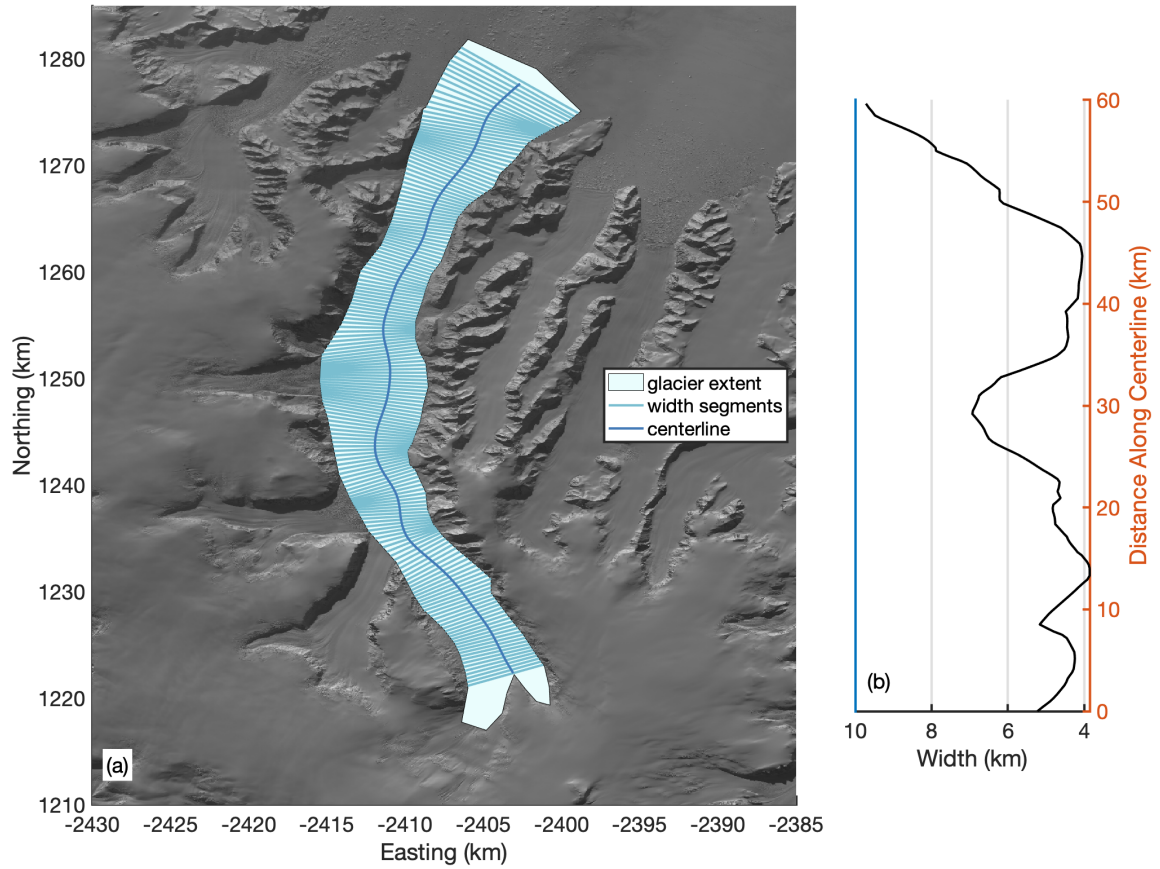 1280
1270
1260
1250
1240
1230
1220
1210
Northing (km)
-2430 -2425 -2420 -2415 -2410 -2405 -2400 -2395 -2390 -2385
Easting (km)
glacier extent
width segments
centerline
(a)
60
50
40
30
20
10
0
Distance Along Centerline (km)
(b)
10 8 6 4
Width (km)